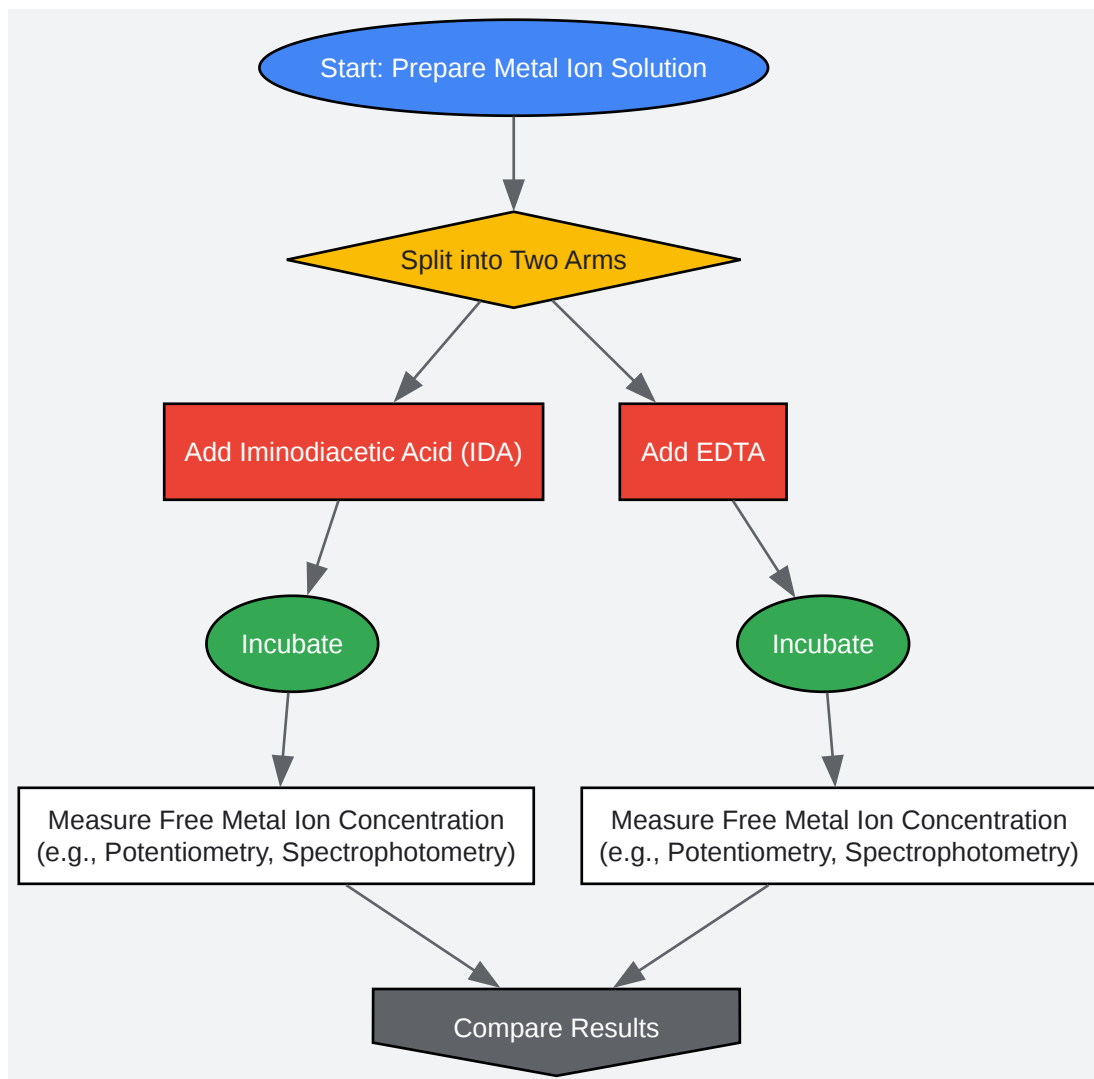 Start: Prepare Metal Ion Solution
Split into Two Arms
Add Iminodiacetic Acid (IDA)
Add EDTA
Incubate
Incubate
Measure Free Metal Ion Concentration
(e.g., Potentiometry, Spectrophotometry)
Measure Free Metal Ion Concentration
(e.g., Potentiometry, Spectrophotometry)
Compare Results